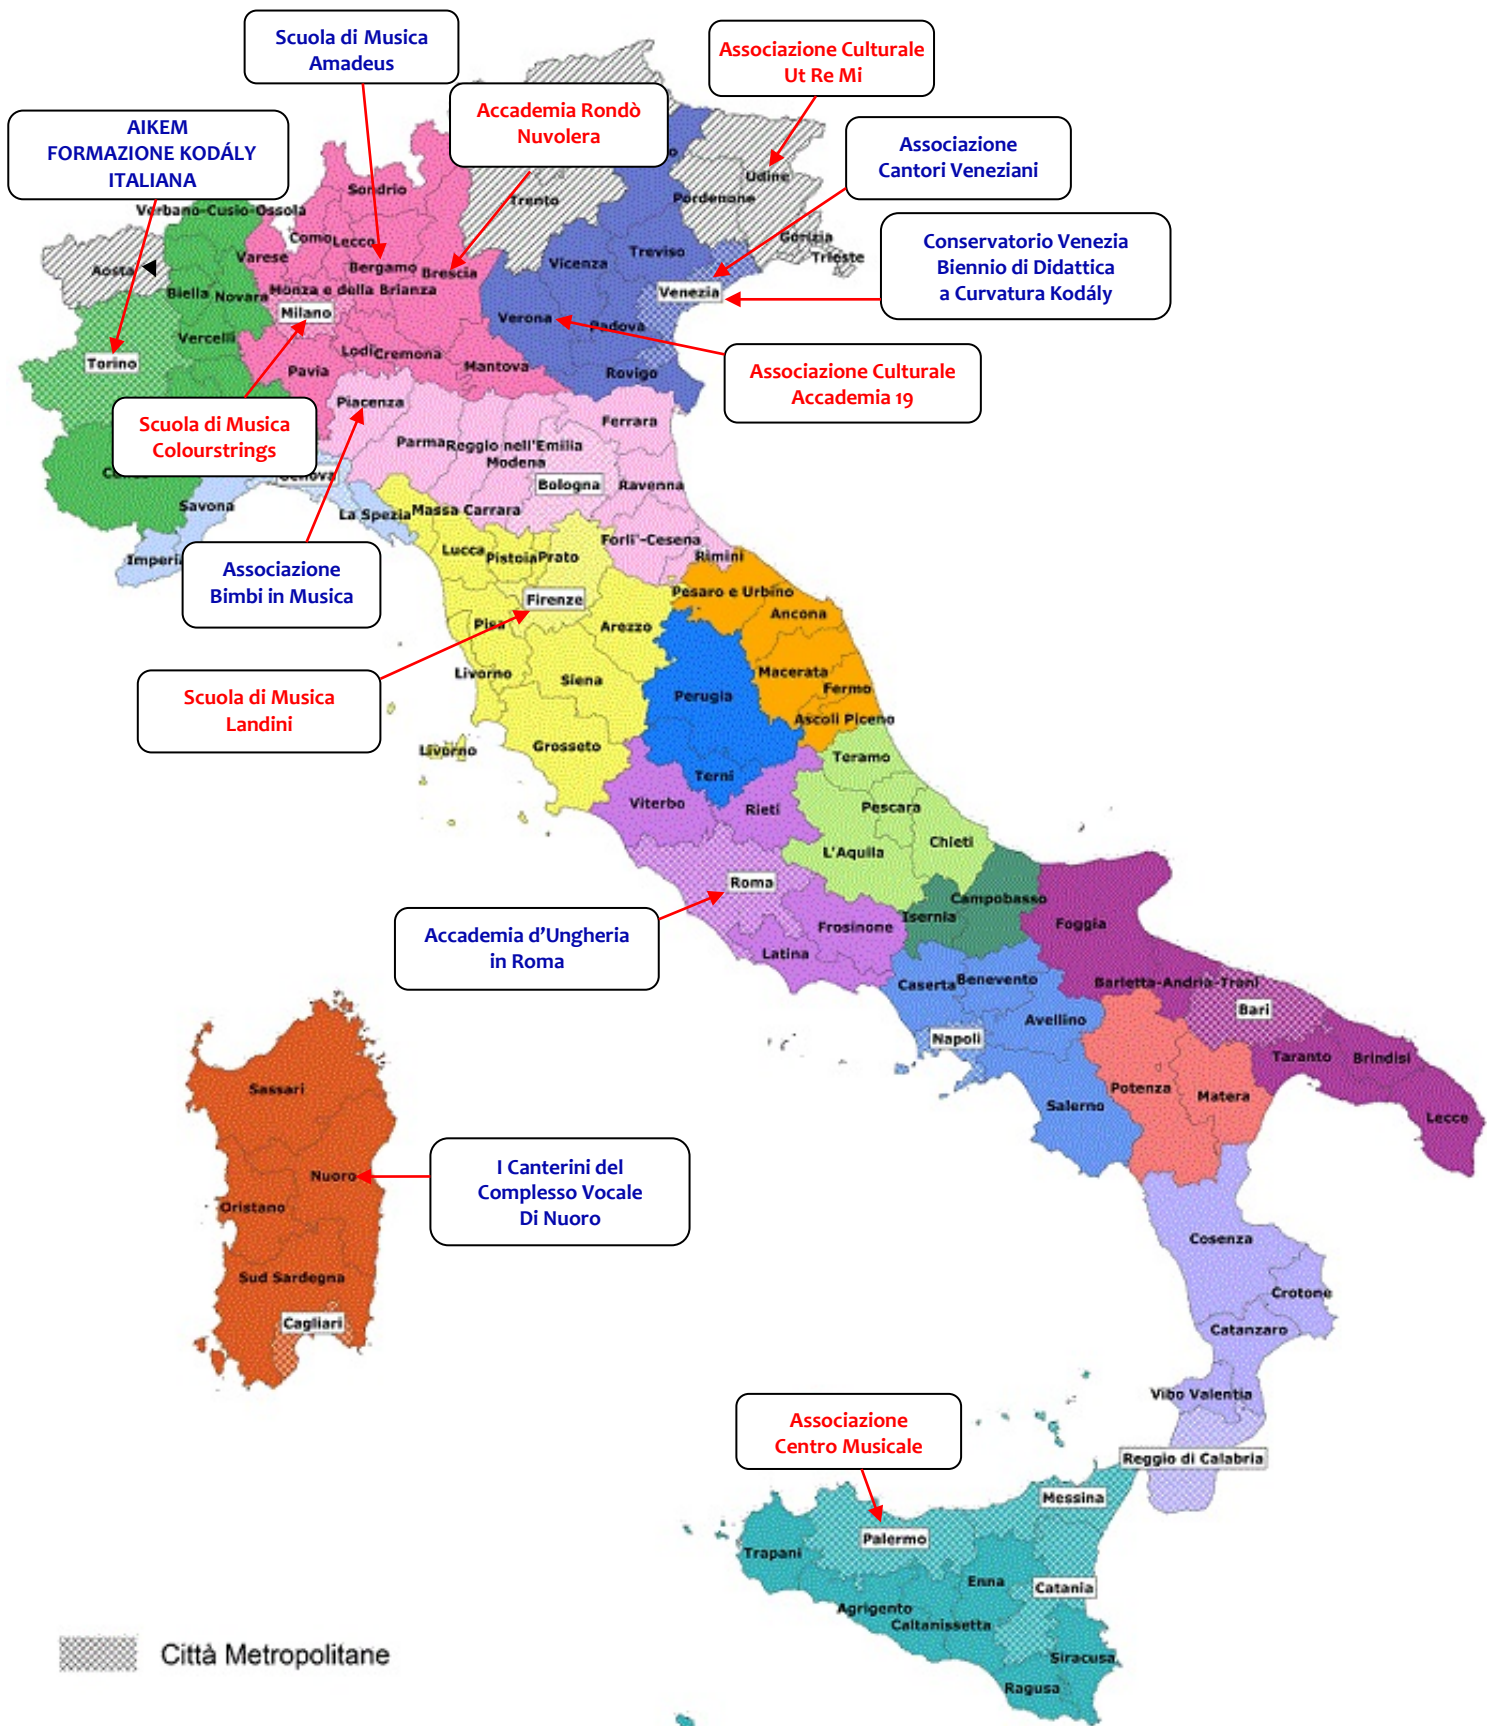 Scuola di Musica
Amadeus
Associazione Culturale
Ut Re Mi
Accademia Rondò
Nuvolera
AIKEM
FORMAZIONE KODÁLY
ITALIANA
Associazione
Cantori Veneziani
Conservatorio Venezia
Biennio di Didattica
a Curvatura Kodály
Associazione Culturale
Accademia 19
Scuola di Musica
Colourstrings
Associazione
Bimbi in Musica
Scuola di Musica
Landini
Accademia d'Ungheria
in Roma
I Canterini del
Complesso Vocale
Di Nuoro
Associazione
Centro Musicale
Verbano-Cusio-Ossola
Sondrio
Trento
Udine
Pordenone
Gorizia
Trieste
Como
Lecco
Varese
Aosta
Bergamo
Brescia
Biella
Novara
Monza e della Brianza
Milano
Vicenza
Treviso
Venezia
Verona
Padova
Vercelli
Torino
Lodi
Cremona
Pavia
Mantova
Rovigo
Piacenza
Ferrara
Parma
Reggio nell'Emilia
Modena
Bologna
Ravenna
Genova
Savona
La Spezia
Massa Carrara
Imperia
Forli'-Cesena
Rimini
Lucca
Pistoia
Prato
Firenze
Pesaro e Urbino
Ancona
Pisa
Arezzo
Livorno
Siena
Macerata
Fermo
Perugia
Ascoli Piceno
Livorno
Grosseto
Teramo
Terni
Viterbo
Rieti
Pescara
Chieti
L'Aquila
Roma
Campobasso
Isernia
Frosinone
Foggia
Latina
Caserta
Benevento
Barletta-Andria-Trani
Bari
Avellino
Napoli
Taranto
Brindisi
Potenza
Matera
Salerno
Lecce
Sassari
Nuoro
Oristano
Sud Sardegna
Cagliari
Cosenza
Crotone
Catanzaro
Vibo Valentia
Reggio di Calabria
Messina
Palermo
Trapani
Enna
Catania
Agrigento
Caltanissetta
Siracusa
Ragusa
Città Metropolitane